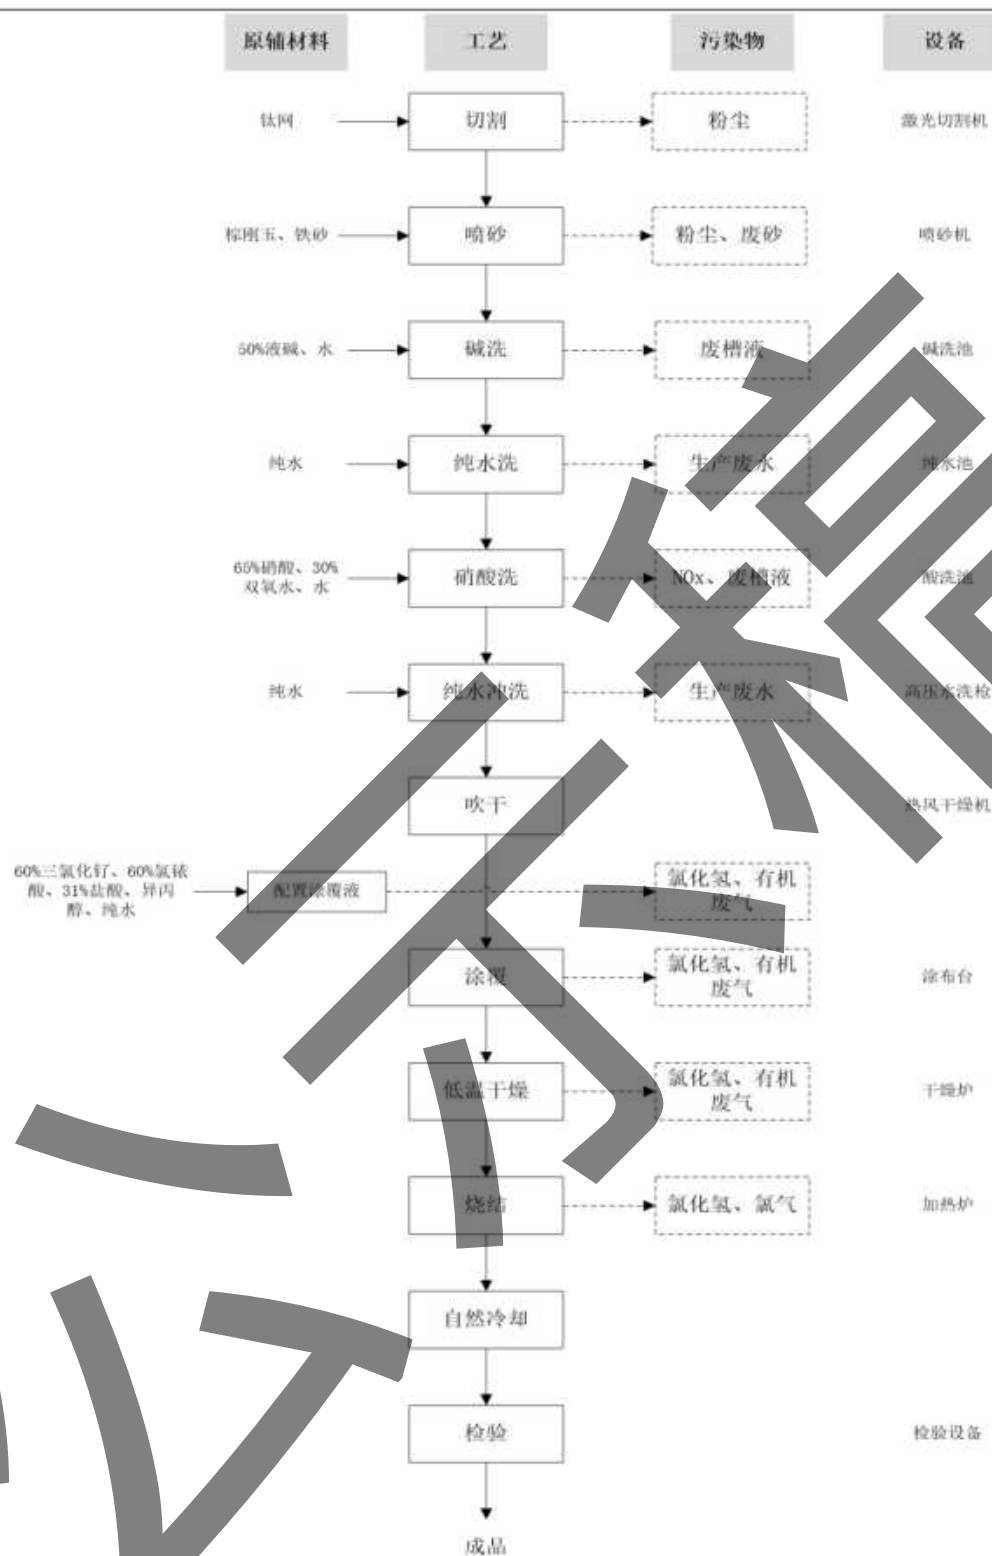 原辅材料 工艺 污染物 设备
钛网 切割 粉尘 激光切割机
棕刚玉、铁砂 喷砂 粉尘、废砂 喷砂机
50%液碱、水 碱洗 废槽液 碱洗池
纯水 纯水洗 生产废水 纯水池
65%硝酸、30%
双氧水、水
硝酸洗 NOx、废槽液 酸洗池
纯水 纯水冲洗 生产废水 高压水洗枪
吹干 热风干燥机
60%三氯化钌、60%氯铱
酸、31%盐酸、异丙
醇、纯水
配置涂覆液
氯化氢、有机
废气
涂覆
氯化氢、有机
废气
涂布台
低温干燥
氯化氢、有机
废气
干燥炉
烧结 氯化氢、氯气 加热炉
自然冷却
检验 检验设备
成品
公示稿